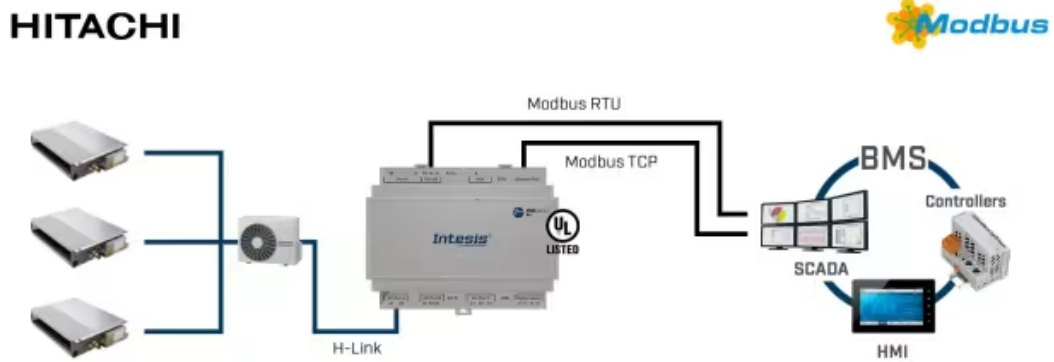 HITACHI
Modbus
Modbus RTU
Modbus TCP
BMS
Controllers
Intesis
UL
LISTED
SCADA
H-Link
HMI